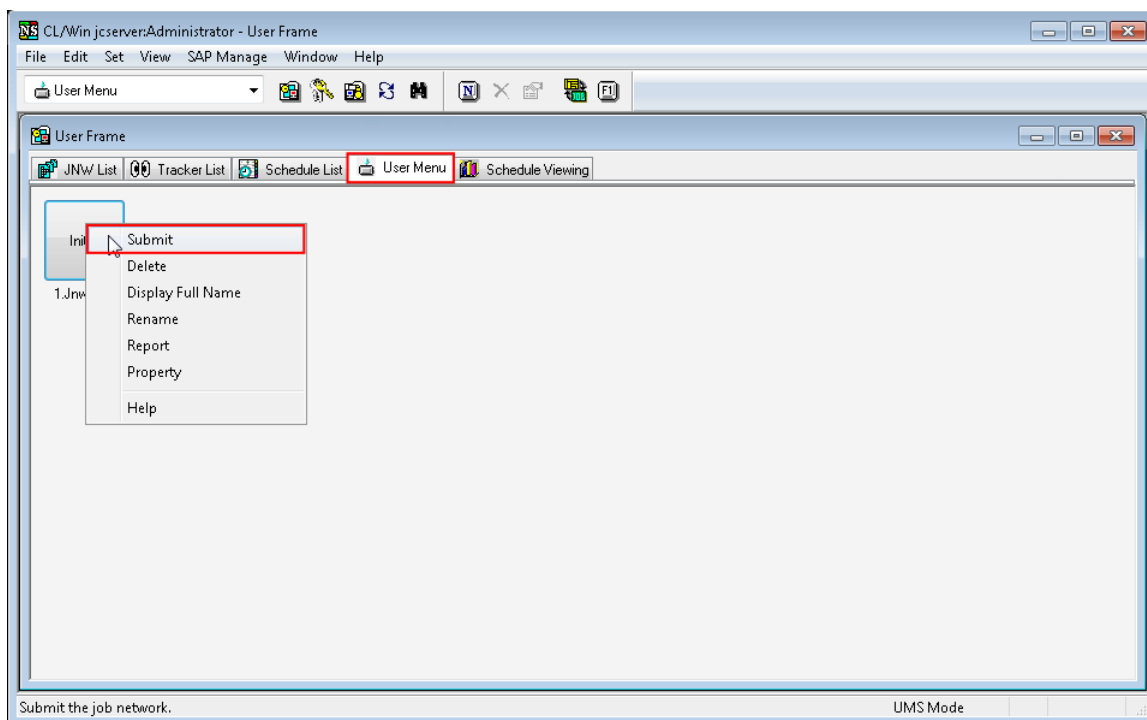 CL/Win jcserver:Administrator - User Frame
File Edit Set View SAP Manage Window Help
User Menu
User Frame
JNW List Tracker List Schedule List User Menu Schedule Viewing
Submit
Delete
1.Jnw
Display Full Name
Rename
Report
Property
Help
Submit the job network. UMS Mode